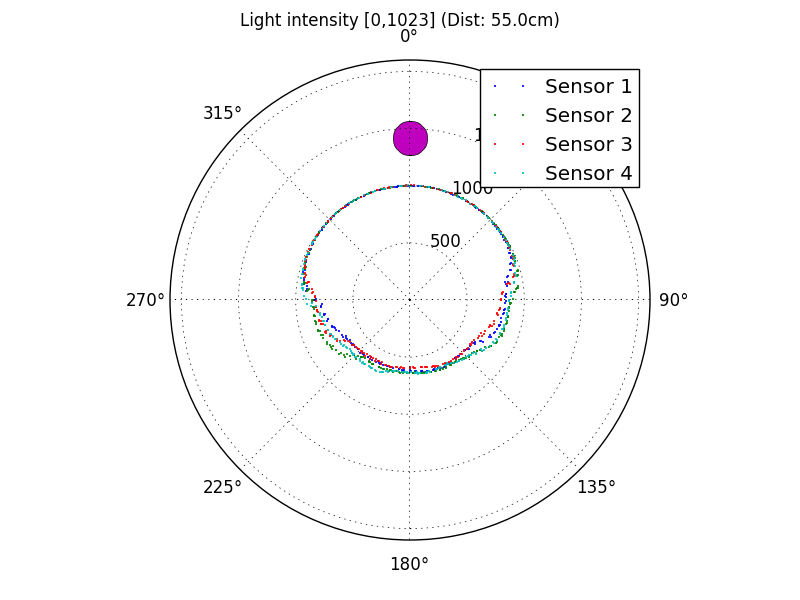 Light intensity [0,1023] (Dist: 55.0cm)
0°
315°
Sensor 1
Sensor 2
Sensor 3
Sensor 4
1000
500
270°
90°
225°
135°
180°